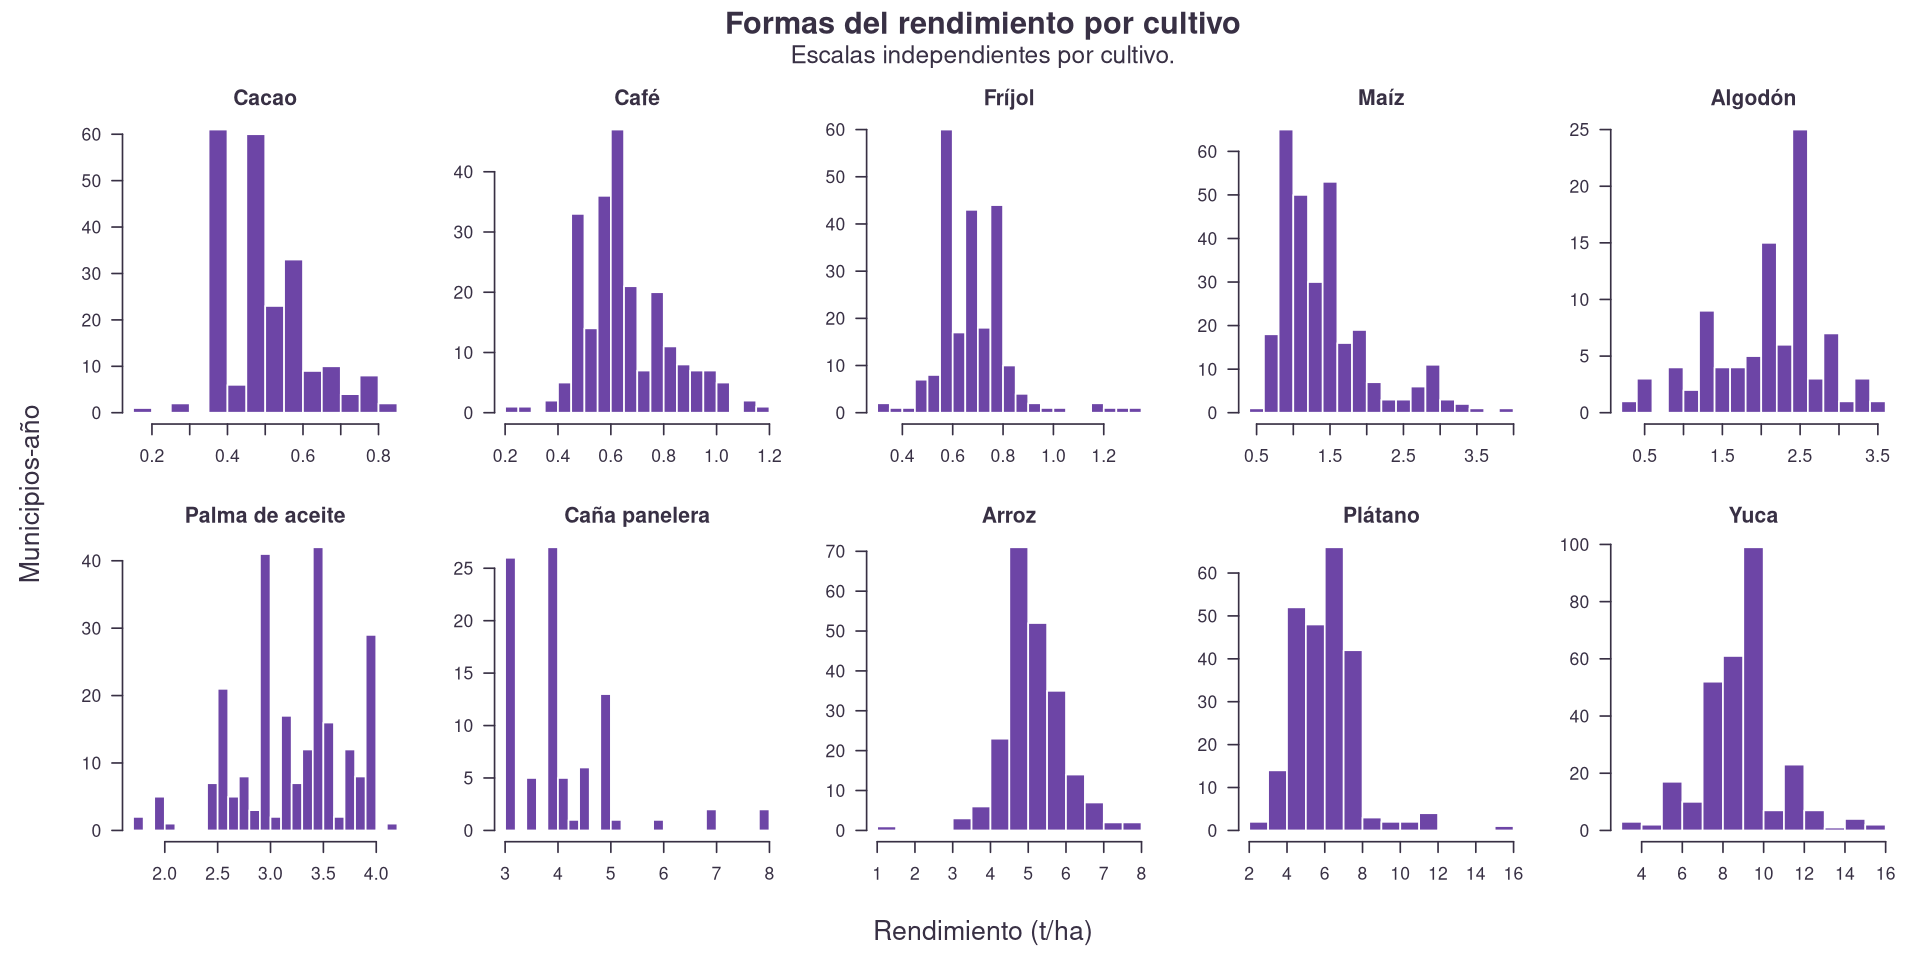 Formas del rendimiento por cultivo
Escalas independientes por cultivo.
Cacao
60
50
40
30
20
10
0
0.2 0.4 0.6 0.8
Café
40
30
20
10
0
0.2 0.4 0.6 0.8 1.0 1.2
Fríjol
60
50
40
30
20
10
0
0.4 0.6 0.8 1.0 1.2
Maíz
60
50
40
30
20
10
0
0.5 1.5 2.5 3.5
Algodón
25
20
15
10
5
0
0.5 1.5 2.5 3.5
Municipios-año
Palma de aceite
40
30
20
10
0
2.0 2.5 3.0 3.5 4.0
Caña panelera
25
20
15
10
5
0
3 4 5 6 7 8
Arroz
70
60
50
40
30
20
10
0
1 2 3 4 5 6 7 8
Plátano
60
50
40
30
20
10
0
2 4 6 8 10 12 14 16
Yuca
100
80
60
40
20
0
4 6 8 10 12 14 16
Rendimiento (t/ha)